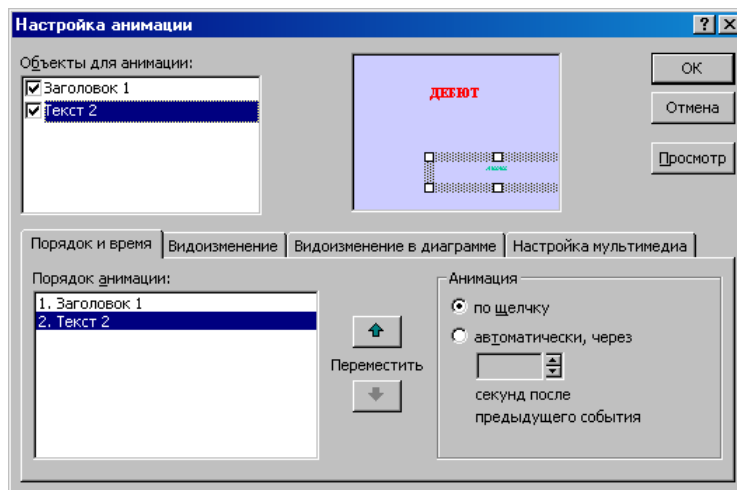 Настройка анимации
Объекты для анимации:
Заголовок 1
Текст 2
ДЕБЮТ
ОК
Отмена
Просмотр
Порядок и время
Видоизменение
Видоизменение в диаграмме
Настройка мультимедиа
Порядок анимации:
1. Заголовок 1
2. Текст 2
Переместить
Анимация
по щелчку
автоматически, через
секунд после
предыдущего события